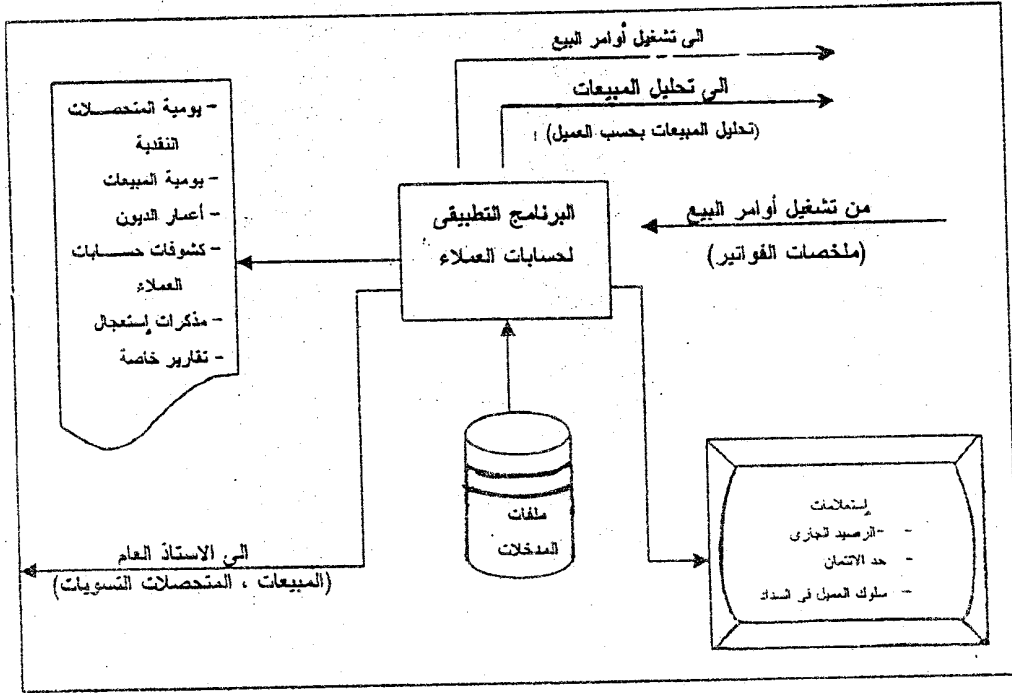 الى تشغيل أوامر البيع
الى تحليل المبيعات
(تحليل المبيعات بحسب العميل)
- يومية المتحصلات
النقدية
- يومية المبيعات
- أعمار الديون
- كشوفات حسابات
العملاء
- مذكرات إستعجال
- تقارير خاصة
البرنامج التطبيقى
لحسابات العملاء
من تشغيل أوامر البيع
(ملخصات الفواتير)
ملفات
المدخلات
إستعلامات
- -الرصيد الجارى
- حد الائتمان
- سلوك العميل فى السداد
الى الاستاذ العام
(المبيعات ، المتحصلات التسويات)